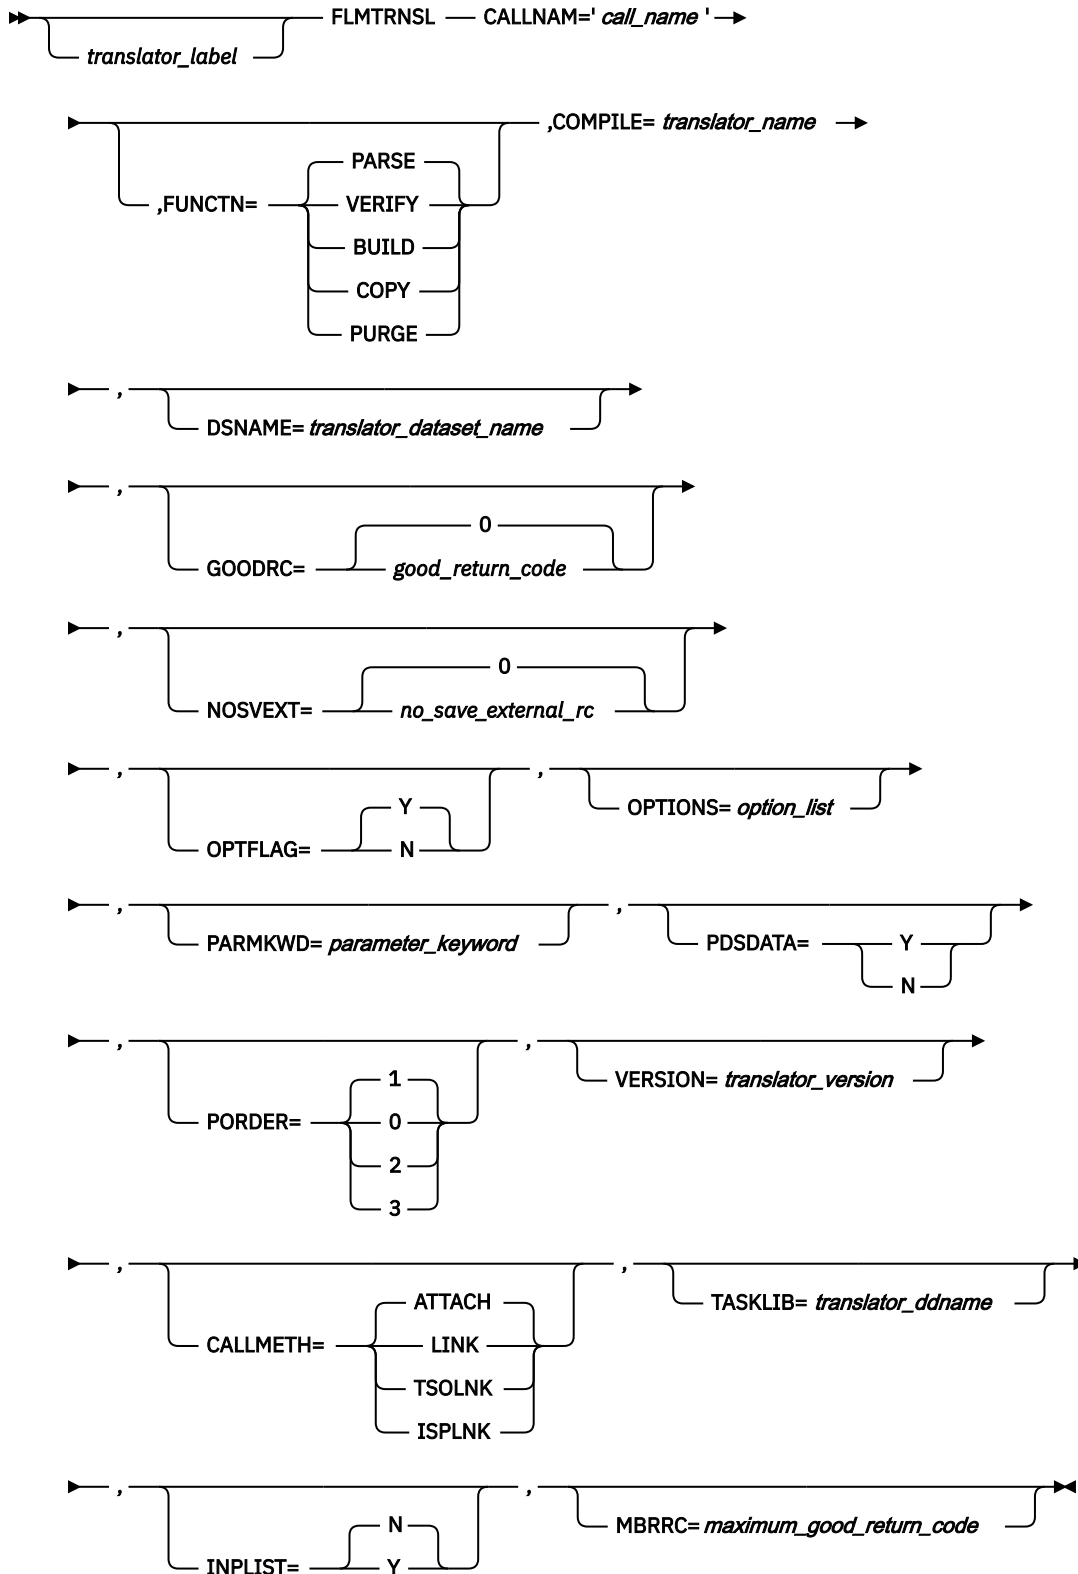 FLMTRNSL CALLNAM=' call_name '
translator_label
,COMPILE= translator_name
PARSE
,FUNCTN= VERIFY
BUILD
COPY
PURGE
,
DSNAME= translator_dataset_name
,
0
GOODRC= good_return_code
,
0
NOSVEXT= no_save_external_rc
, ,
Y OPTIONS= option_list
OPTFLAG= N
, ,
PARMKWD= parameter_keyword PDSDATA= Y
N
, ,
1 VERSION= translator_version
PORDER= 0
2
3
, ,
ATTACH TASKLIB= translator_ddname
CALLMETH= LINK
TSOLNK
ISPLNK
, ,
N MBRRC= maximum_good_return_code
INPLIST= Y